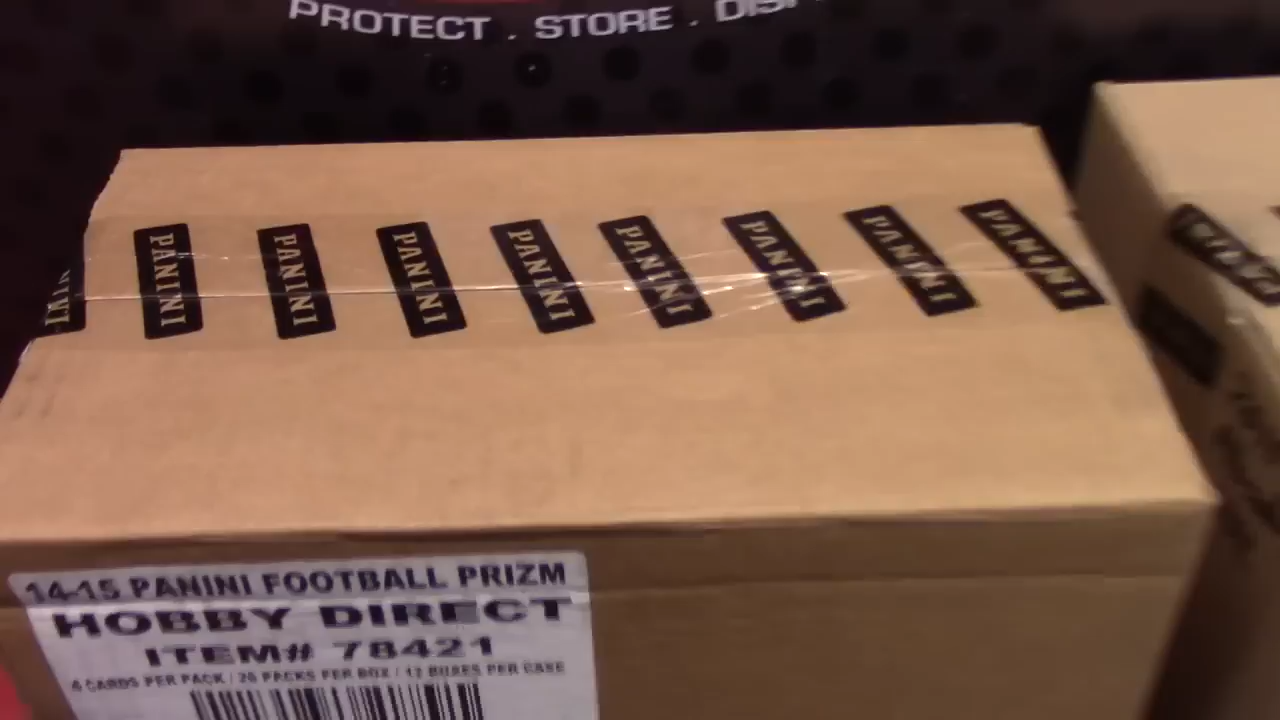 PROTECT . STORE .
PANINI
PANINI
PANINI
PANINI
PANINI
PANINI
PANINI
PANINI
14-15 PANINI FOOTBALL PRIZM
HOBBY DIRECT
ITEM# 78421
6 CARDS PER PACK / 20 PACKS PER BOX / 12 BOXES PER CASE